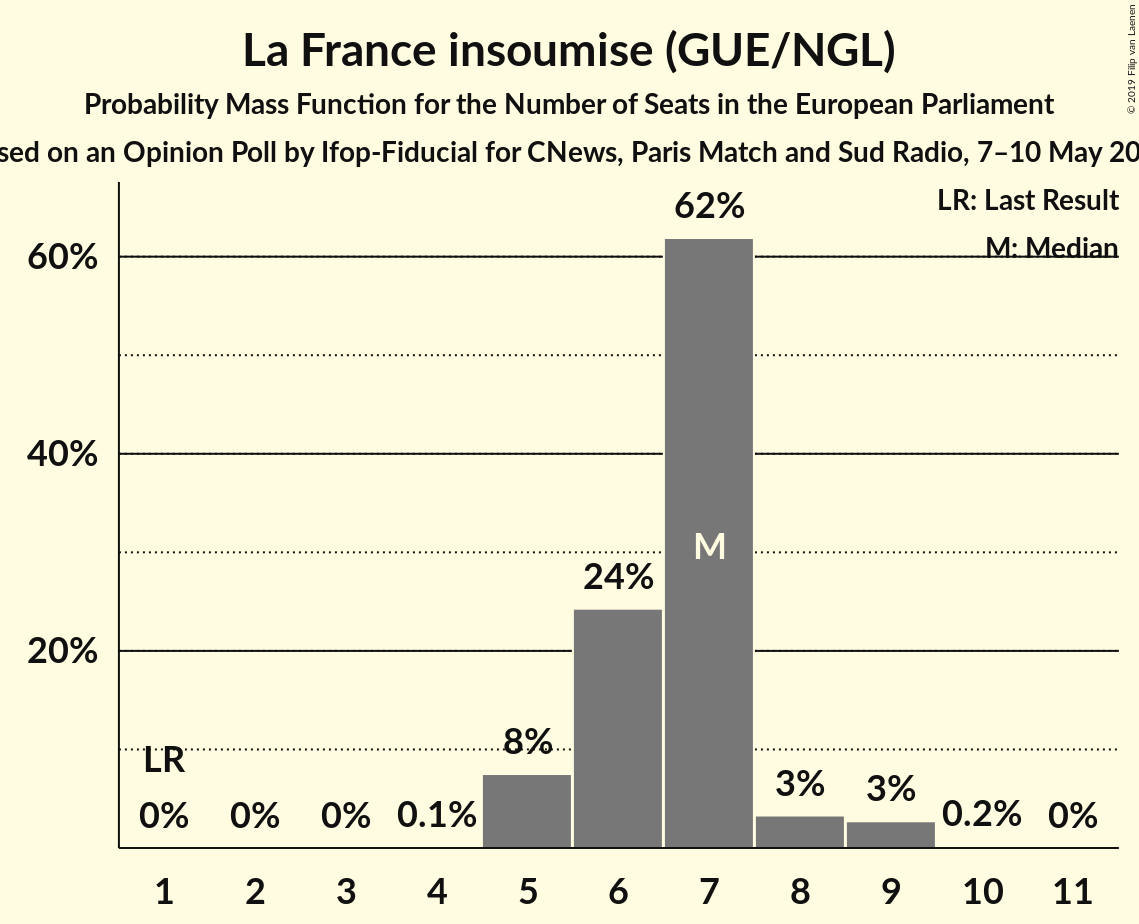 La France insoumise (GUE/NGL)
Probability Mass Function for the Number of Seats in the European Parliament
sed on an Opinion Poll by Ifop-Fiducial for CNews, Paris Match and Sud Radio, 7–10 May 20
© 2019 Filip van Laenen
LR: Last Result
M: Median
62%
60%
40%
M
24%
20%
8%
LR
3%
3%
0%
0%
0%
0.1%
0.2%
0%
1 2 3 4 5 6 7 8 9 10 11